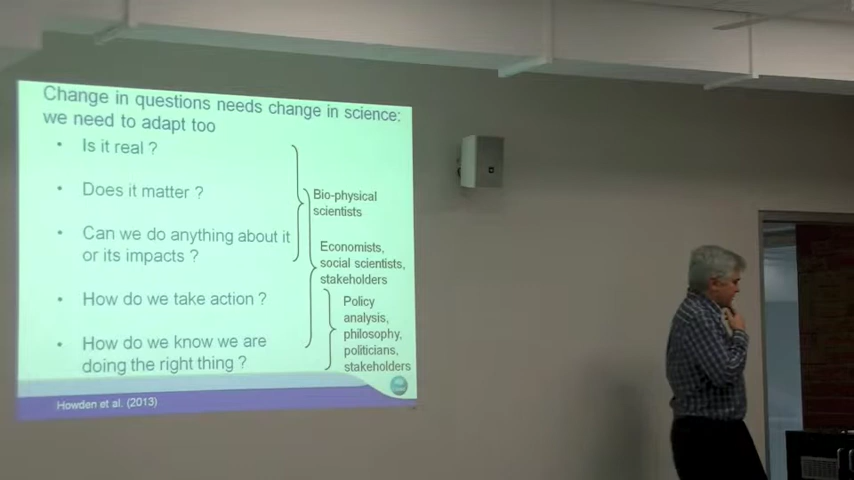 Change in questions needs change in science:
we need to adapt too
• Is it real ?
• Does it matter ?
• Can we do anything about it
or its impacts ?
• How do we take action ?
• How do we know we are
doing the right thing ?
Bio-physical
scientists
Economists,
social scientists,
stakeholders
Policy
analysis,
philosophy,
politicians,
stakeholders
Howden et al. (2013)